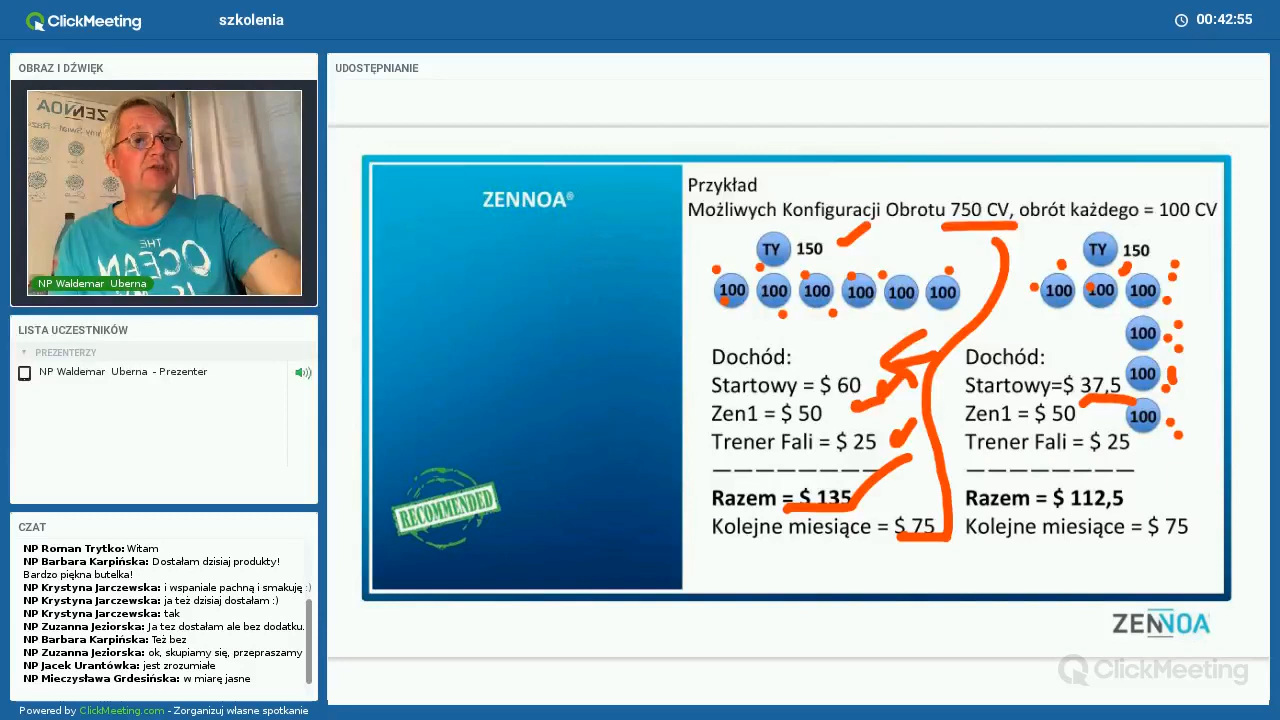 ClickMeeting
szkolenia
00:42:55
OBRAZ I DŹWIĘK
ZENNOA
THE
OCEAN
NP Waldemar Uberna
LISTA UCZESTNIKÓW
PREZENTERZY
NP Waldemar Uberna - Prezenter
CZAT
NP Roman Trytko: Witam
NP Barbara Karpińska: Dostałam dzisiaj produkty!
Bardzo piękna butelka!
NP Krystyna Jarczewska: i wspaniale pachną i smakuję :)
NP Krystyna Jarczewska: ja też dzisiaj dostałam :)
NP Krystyna Jarczewska: tak
NP Zuzanna Jeziorska: Ja tez dostałam ale bez dodatku.
NP Barbara Karpińska: Też bez
NP Zuzanna Jeziorska: ok, skupiamy się, przepraszamy
NP Jacek Urantówka: jest zrozumiałe
NP Mieczysława Grdesińska: w miarę jasne
Powered by ClickMeeting.com - Zorganizuj własne spotkanie
UDOSTĘPNIANIE
ZENNOA®
RECOMMENDED
Przykład
Możliwych Konfiguracji Obrotu 750 CV, obrót każdego = 100 CV
TY 150
100 100 100 100 100 100
Dochód:
Startowy = $ 60
Zen1 = $ 50
Trener Fali = $ 25
————————
Razem = $ 135
Kolejne miesiące = $ 75
TY 150
100 100 100
100
100
100
Dochód:
Startowy=$ 37,5
Zen1 = $ 50
Trener Fali = $ 25
————————
Razem = $ 112,5
Kolejne miesiące = $ 75
ZENNOA
ClickMeeting